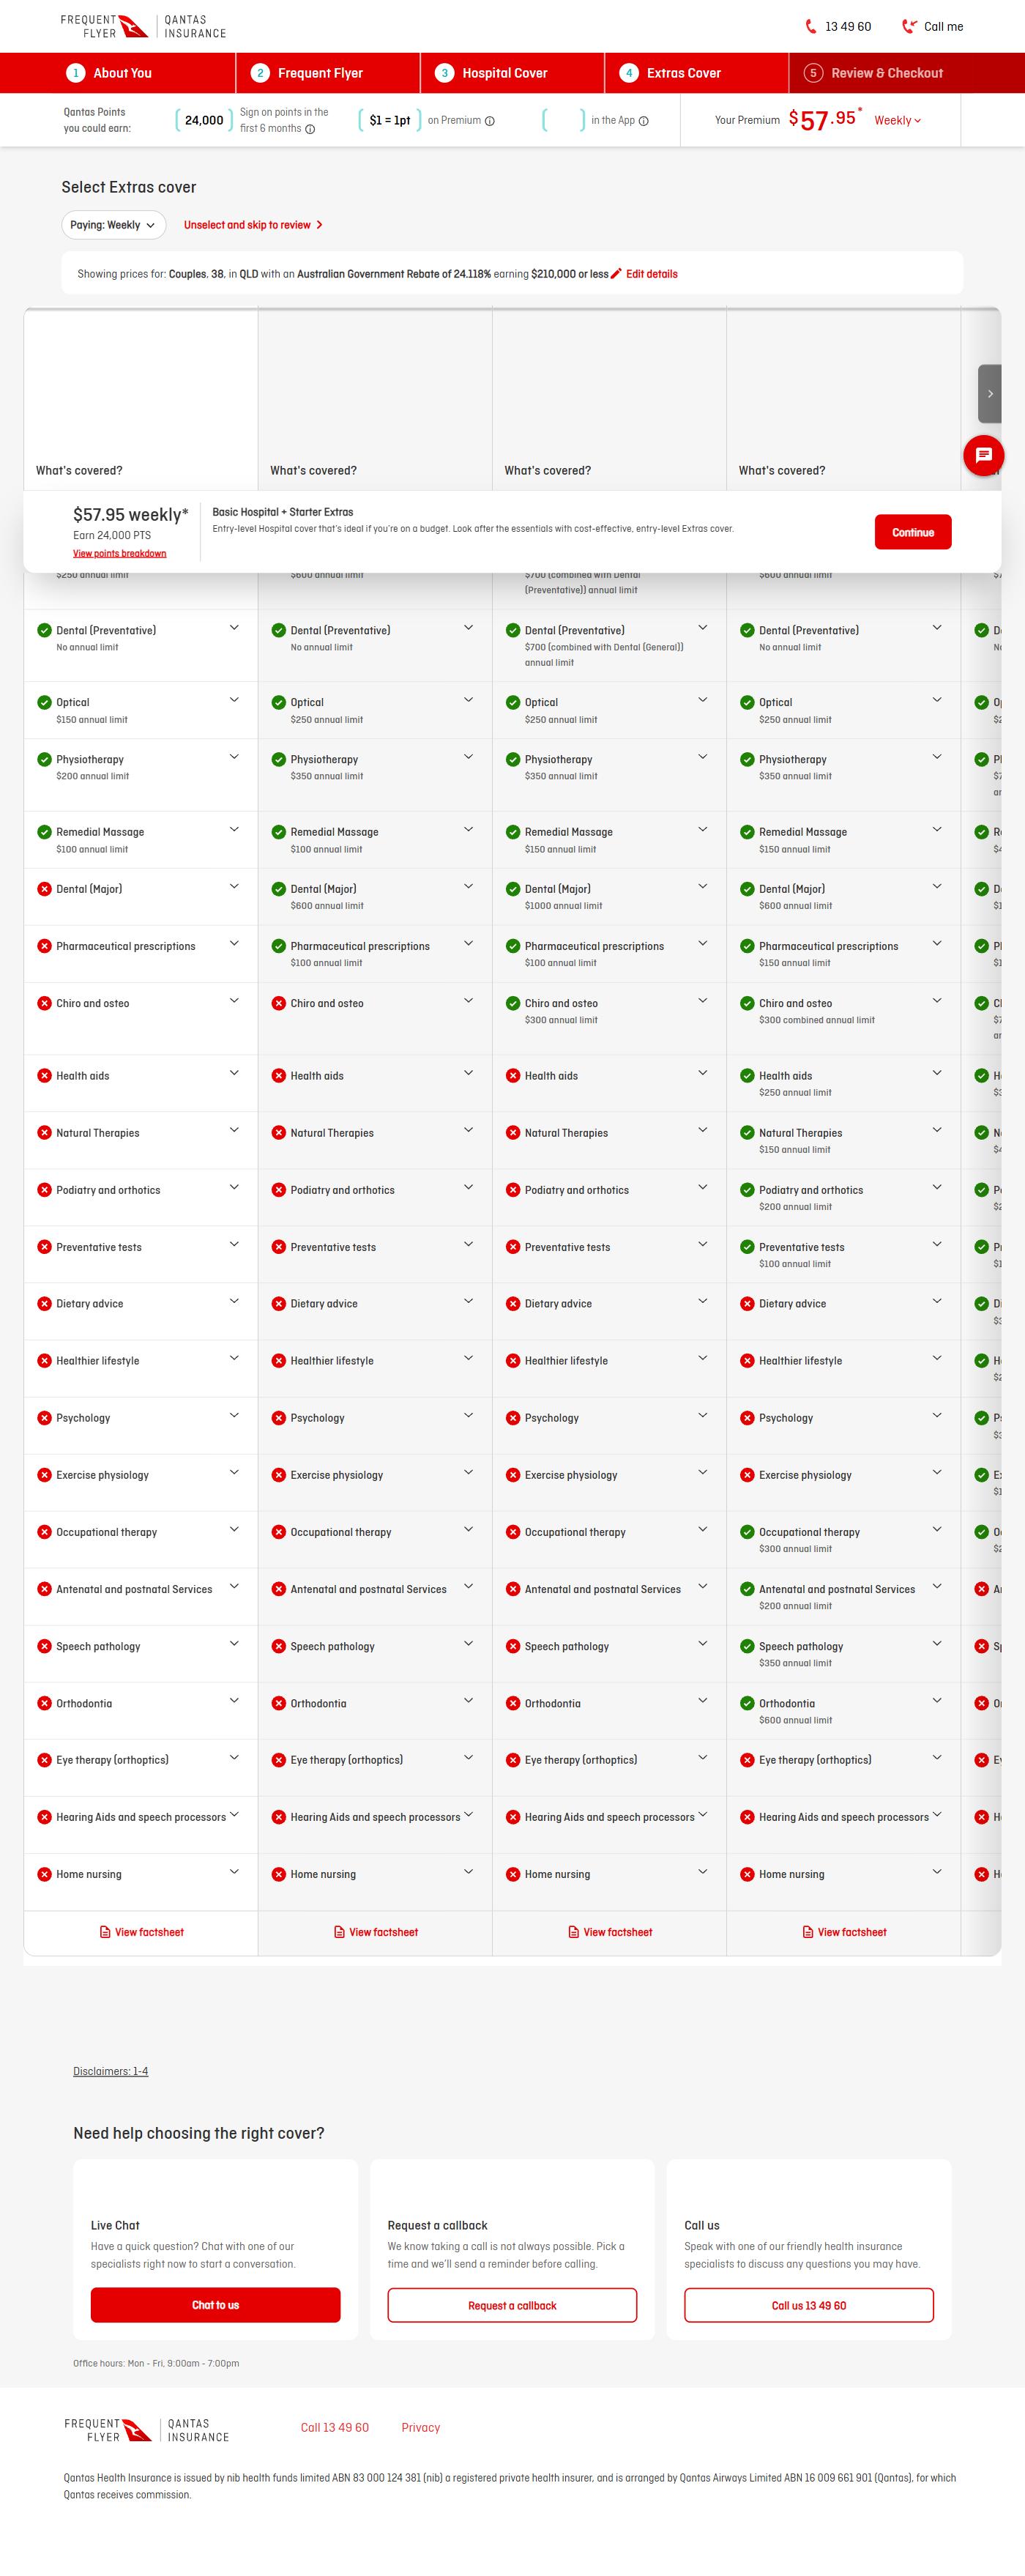 FREQUENT FLYER QANTAS INSURANCE
13 49 60
Call me
1 About You
2 Frequent Flyer
3 Hospital Cover
4 Extras Cover
5 Review & Checkout
Qantas Points you could earn:
24,000
Sign on points in the first 6 months
$1 = 1pt
on Premium
in the App
Your Premium
$57.95*
Weekly
Select Extras cover
Paying: Weekly
Unselect and skip to review
Showing prices for: Couples, 38, in QLD with an Australian Government Rebate of 24.118% earning $210,000 or less Edit details
What's covered?
What's covered?
What's covered?
What's covered?
$57.95 weekly*
Earn 24,000 PTS
View points breakdown
Basic Hospital + Starter Extras
Entry-level Hospital cover that's ideal if you're on a budget. Look after the essentials with cost-effective, entry-level Extras cover.
Continue
$250 annual limit
$600 annual limit
$700 (combined with Dental
(Preventative)) annual limit
$600 annual limit
Dental (Preventative)
No annual limit
Dental (Preventative)
No annual limit
Dental (Preventative)
$700 (combined with Dental (General))
annual limit
Dental (Preventative)
No annual limit
Optical
$150 annual limit
Optical
$250 annual limit
Optical
$250 annual limit
Optical
$250 annual limit
Physiotherapy
$200 annual limit
Physiotherapy
$350 annual limit
Physiotherapy
$350 annual limit
Physiotherapy
$350 annual limit
Remedial Massage
$100 annual limit
Remedial Massage
$100 annual limit
Remedial Massage
$150 annual limit
Remedial Massage
$150 annual limit
Dental (Major)
Dental (Major)
$600 annual limit
Dental (Major)
$1000 annual limit
Dental (Major)
$600 annual limit
Pharmaceutical prescriptions
Pharmaceutical prescriptions
$100 annual limit
Pharmaceutical prescriptions
$100 annual limit
Pharmaceutical prescriptions
$150 annual limit
Chiro and osteo
Chiro and osteo
Chiro and osteo
$300 annual limit
Chiro and osteo
$300 combined annual limit
Health aids
Health aids
Health aids
Health aids
$250 annual limit
Natural Therapies
Natural Therapies
Natural Therapies
Natural Therapies
$150 annual limit
Podiatry and orthotics
Podiatry and orthotics
Podiatry and orthotics
Podiatry and orthotics
$200 annual limit
Preventative tests
Preventative tests
Preventative tests
Preventative tests
$100 annual limit
Dietary advice
Dietary advice
Dietary advice
Dietary advice
Healthier lifestyle
Healthier lifestyle
Healthier lifestyle
Healthier lifestyle
Psychology
Psychology
Psychology
Psychology
Exercise physiology
Exercise physiology
Exercise physiology
Exercise physiology
Occupational therapy
Occupational therapy
Occupational therapy
Occupational therapy
$300 annual limit
Antenatal and postnatal Services
Antenatal and postnatal Services
Antenatal and postnatal Services
Antenatal and postnatal Services
$200 annual limit
Speech pathology
Speech pathology
Speech pathology
Speech pathology
$350 annual limit
Orthodontia
Orthodontia
Orthodontia
Orthodontia
$600 annual limit
Eye therapy (orthoptics)
Eye therapy (orthoptics)
Eye therapy (orthoptics)
Eye therapy (orthoptics)
Hearing Aids and speech processors
Hearing Aids and speech processors
Hearing Aids and speech processors
Hearing Aids and speech processors
Home nursing
Home nursing
Home nursing
Home nursing
View factsheet
View factsheet
View factsheet
View factsheet
Disclaimers: 1-4
Need help choosing the right cover?
Live Chat
Have a quick question? Chat with one of our
specialists right now to start a conversation.
Chat to us
Request a callback
We know taking a call is not always possible. Pick a
time and we'll send a reminder before calling.
Request a callback
Call us
Speak with one of our friendly health insurance
specialists to discuss any questions you may have.
Call us 13 49 60
Office hours: Mon - Fri, 9:00am - 7:00pm
FREQUENT FLYER QANTAS INSURANCE
Call 13 49 60
Privacy
Qantas Health Insurance is issued by nib health funds limited ABN 83 000 124 381 (nib) a registered private health insurer, and is arranged by Qantas Airways Limited ABN 16 009 661 901 (Qantas), for which
Qantas receives commission.